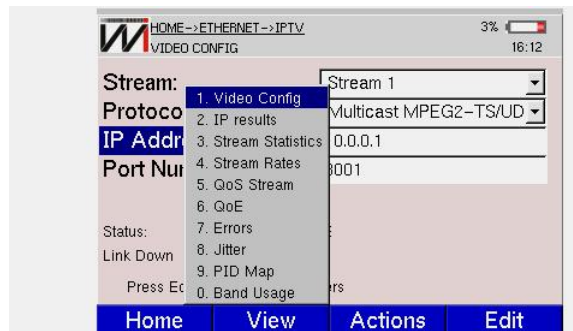 HOME->ETHERNET->IPTV
3%
VIDEO CONFIG
16:12
Stream:
Stream 1
Protoco
Multicast MPEG2-TS/UD
IP Addr
0.0.0.1
Port Nu
001
1. Video Config
2. IP results
3. Stream Statistics
4. Stream Rates
5. QoS Stream
6. QoE
7. Errors
8. Jitter
9. PID Map
0. Band Usage
Status:
Link Down
Press Ed
rs
Home
View
Actions
Edit